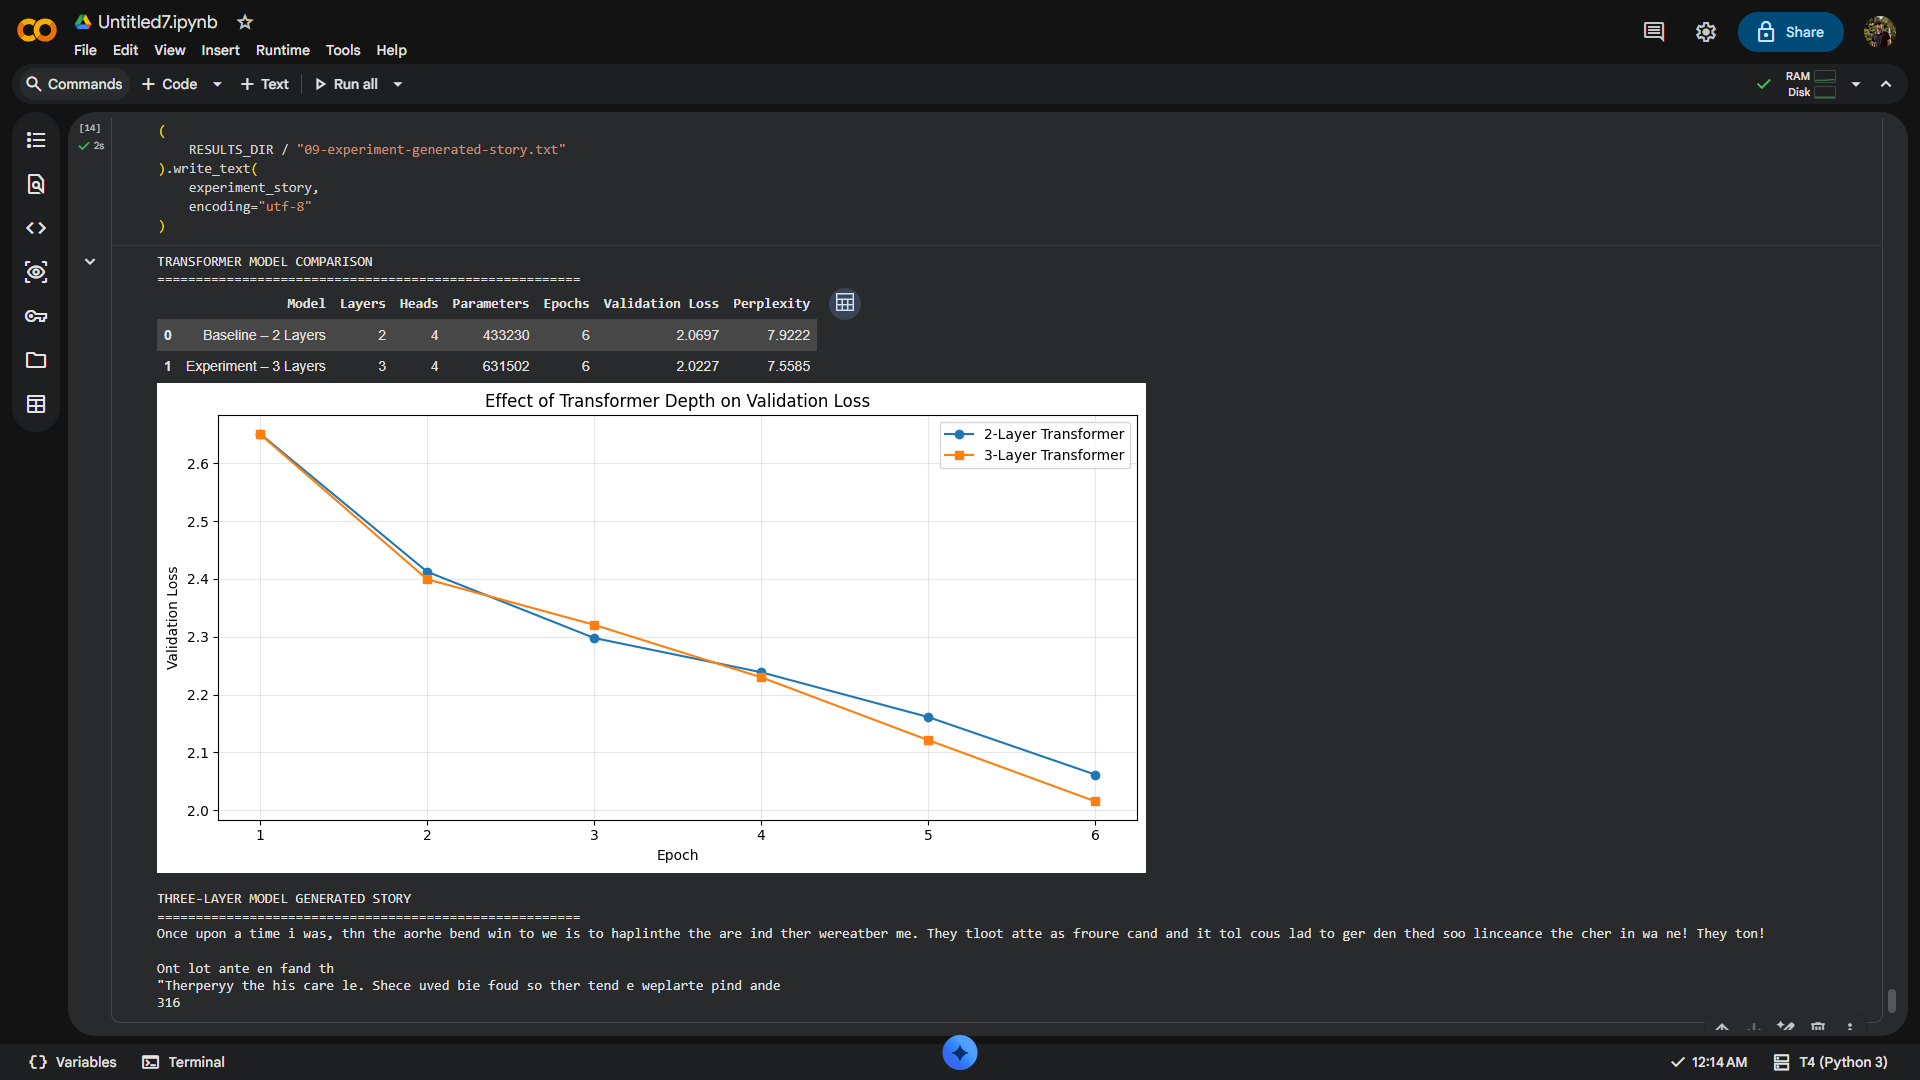 Untitled7.ipynb
File Edit View Insert Runtime Tools Help
Share
Commands + Code + Text Run all
RAM
Disk
[14]
2s
(
RESULTS_DIR / "09-experiment-generated-story.txt"
).write_text(
experiment_story,
encoding="utf-8"
)
TRANSFORMER MODEL COMPARISON
=======================================================
Model Layers Heads Parameters Epochs Validation Loss Perplexity
0 Baseline – 2 Layers 2 4 433230 6 2.0697 7.9222
1 Experiment – 3 Layers 3 4 631502 6 2.0227 7.5585
Effect of Transformer Depth on Validation Loss
2-Layer Transformer
3-Layer Transformer
Validation Loss
2.6
2.5
2.4
2.3
2.2
2.1
2.0
1 2 3 4 5 6
Epoch
THREE-LAYER MODEL GENERATED STORY
=======================================================
Once upon a time i was, thn the aorhe bend win to we is to haplinthe the are ind ther wereatber me. They tloot atte as froure cand and it tol cous lad to ger den thed soo linceance the cher in wa ne! They ton!
Ont lot ante en fand th
"Therperyy the his care le. Shece uved bie foud so ther tend e weplarte pind ande
316
Variables Terminal
12:14 AM T4 (Python 3)